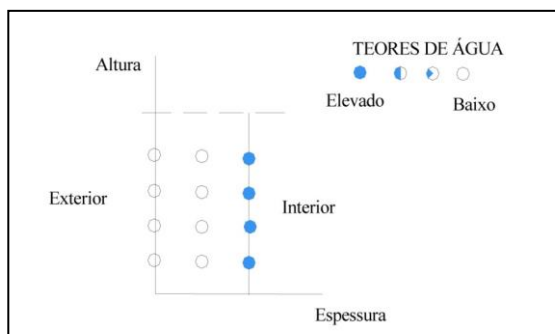 TEORES DE ÁGUA
Altura
Elevado
Baixo
Exterior
Interior
Espessura